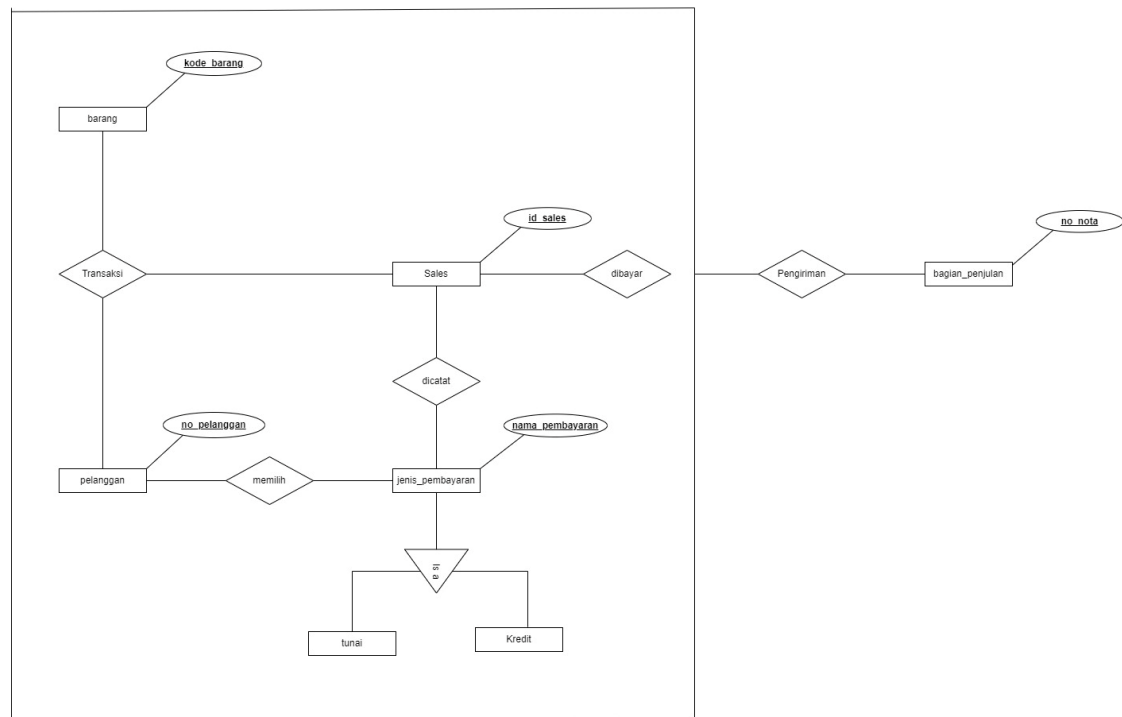 kode_barang
barang
id_sales
no_nota
Transaksi
Sales
dibayar
Pengiriman
bagian_penjulan
dicatat
no_pelanggan
nama_pembayaran
pelanggan
memilih
jenis_pembayaran
Is a
tunai
Kredit